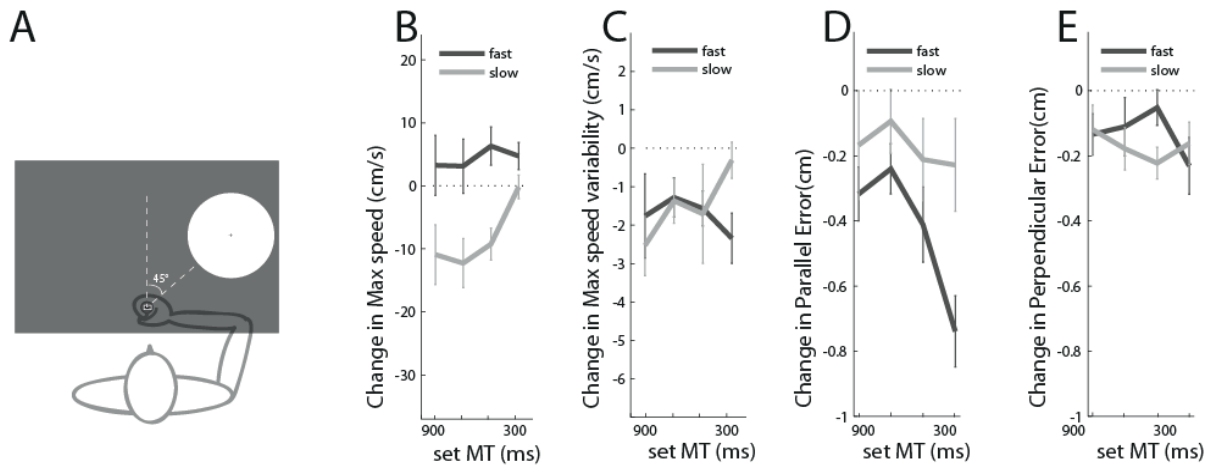 A
45°
B
fast
slow
Change in Max speed (cm/s)
20
10
0
-10
-20
-30
900
300
set MT (ms)
C
fast
slow
Change in Max speed variability (cm/s)
2
1
0
-1
-2
-3
-4
-5
-6
900
300
set MT (ms)
D
fast
slow
Change in Parallel Error(cm)
0
-0.2
-0.4
-0.6
-0.8
-1
900
300
set MT (ms)
E
fast
slow
Change in Perpendicular Error(cm)
0
-0.2
-0.4
-0.6
-0.8
-1
900
300
set MT (ms)